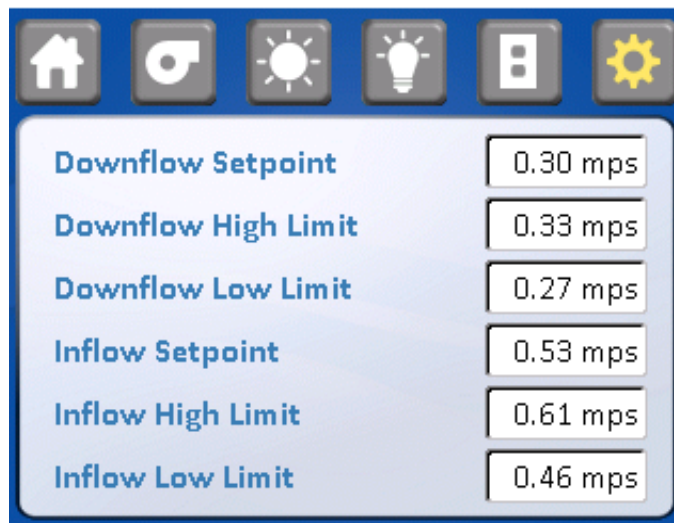 Downflow Setpoint 0.30 mps
Downflow High Limit 0.33 mps
Downflow Low Limit 0.27 mps
Inflow Setpoint 0.53 mps
Inflow High Limit 0.61 mps
Inflow Low Limit 0.46 mps